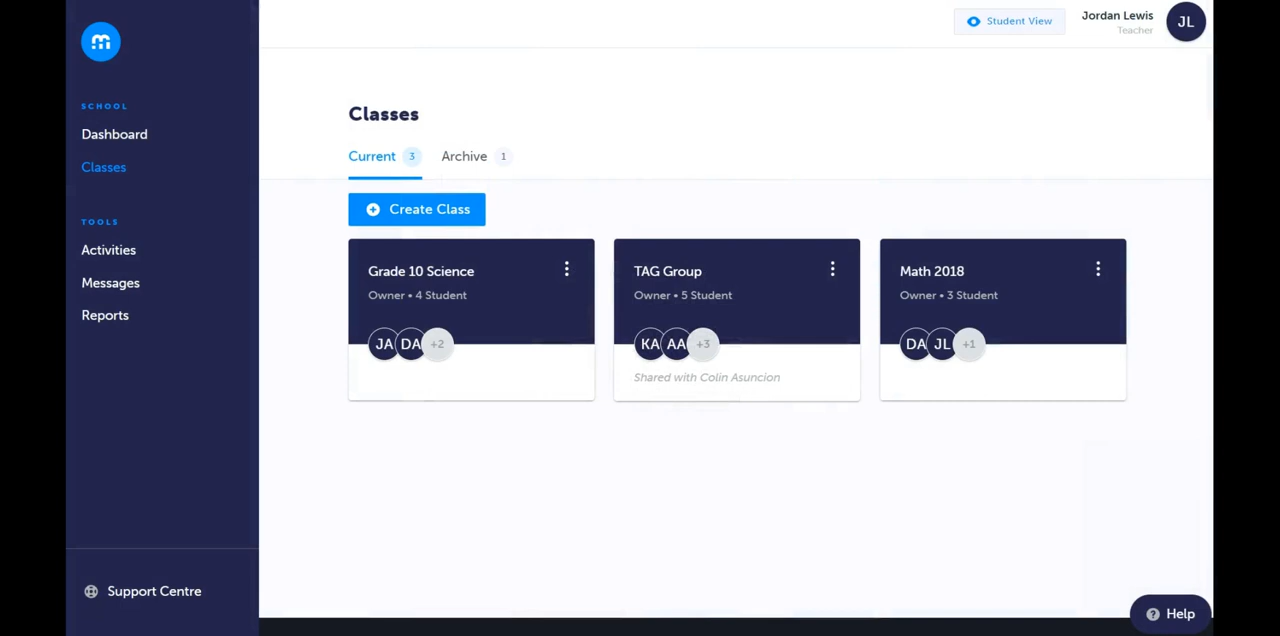 Student View
Jordan Lewis
Teacher
JL
m
SCHOOL
Dashboard
Classes
TOOLS
Activities
Messages
Reports
Support Centre
Classes
Current 3 Archive 1
Create Class
Grade 10 Science
Owner • 4 Student
JA DA +2
TAG Group
Owner • 5 Student
KA AA +3
Shared with Colin Asuncion
Math 2018
Owner • 3 Student
DA JL +1
? Help